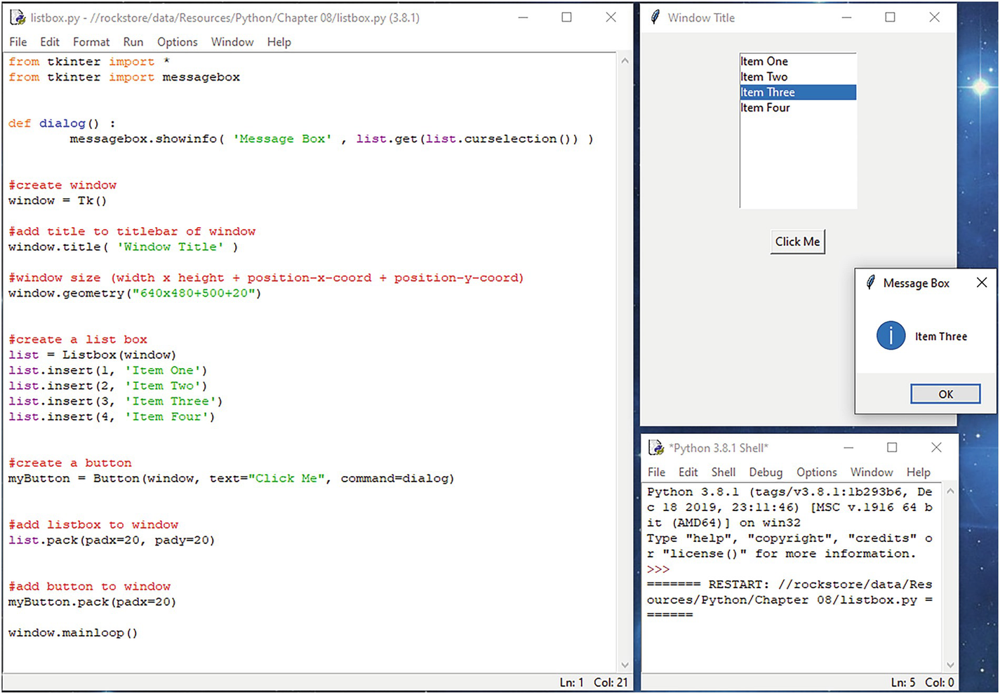 listbox.py - //rockstore/data/Resources/Python/Chapter 08/listbox.py (3.8.1)
File Edit Format Run Options Window Help
from tkinter import *
from tkinter import messagebox
def dialog() :
messagebox.showinfo( 'Message Box' , list.get(list.curselection()) )
#create window
window = Tk()
#add title to titlebar of window
window.title( 'Window Title' )
#window size (width x height + position-x-coord + position-y-coord)
window.geometry("640x480+500+20")
#create a list box
list = Listbox(window)
list.insert(1, 'Item One')
list.insert(2, 'Item Two')
list.insert(3, 'Item Three')
list.insert(4, 'Item Four')
#create a button
myButton = Button(window, text="Click Me", command=dialog)
#add listbox to window
list.pack(padx=20, pady=20)
#add button to window
myButton.pack(padx=20)
window.mainloop()
Ln: 1 Col: 21
Window Title
Item One
Item Two
Item Three
Item Four
Click Me
Message Box
i
Item Three
OK
*Python 3.8.1 Shell*
File Edit Shell Debug Options Window Help
Python 3.8.1 (tags/v3.8.1:1b293b6, De
c 18 2019, 23:11:46) [MSC v.1916 64 b
it (AMD64)] on win32
Type "help", "copyright", "credits" o
r "license()" for more information.
>>>
======= RESTART: //rockstore/data/Res
ources/Python/Chapter 08/listbox.py =
======
Ln: 5 Col: 0